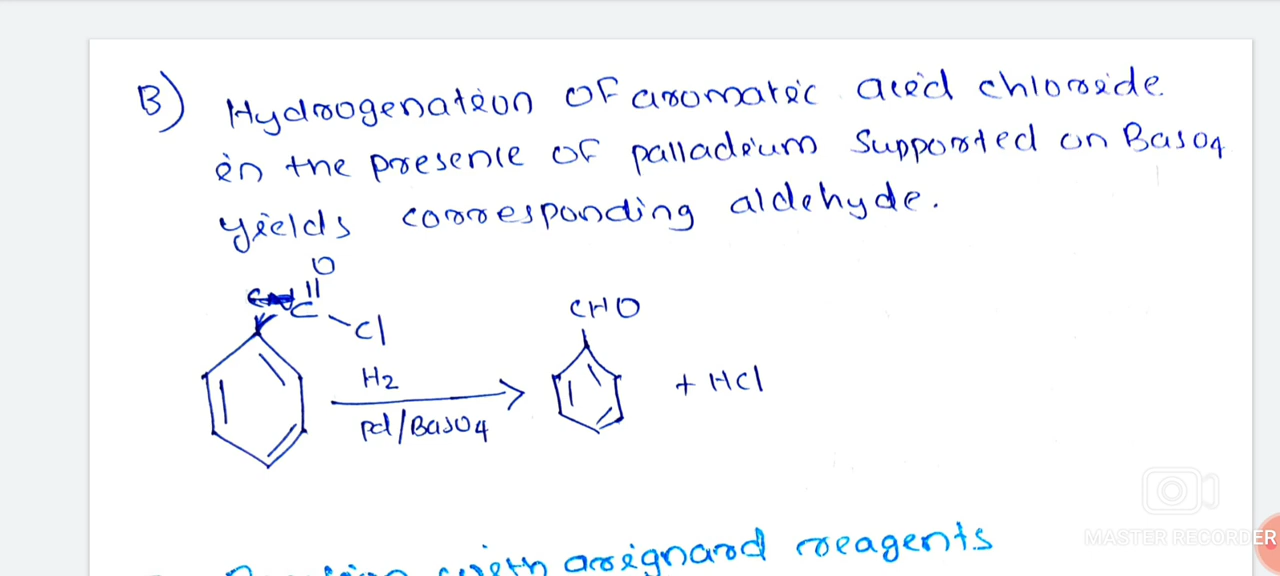 B) Hydrogenation of aromatic acid chloride
in the presence of palladium supported on BaSO4
yields corresponding aldehyde.
O
C
Cl
CHO
H2
Pd/BaSO4
+ HCl
with grignard reagents
MASTER RECORDER